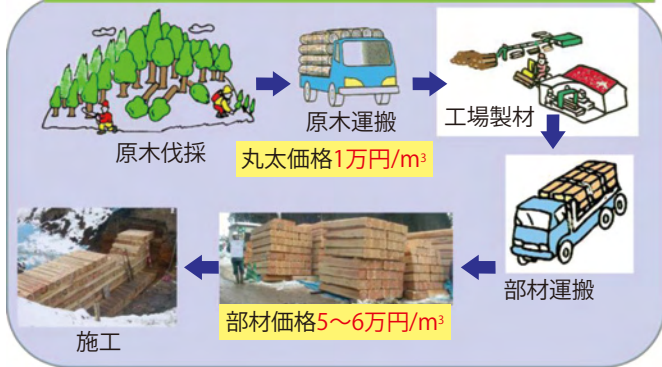 原木伐採
原木運搬
丸太価格1万円/m³
工場製材
部材運搬
部材価格5〜6万円/m³
施工